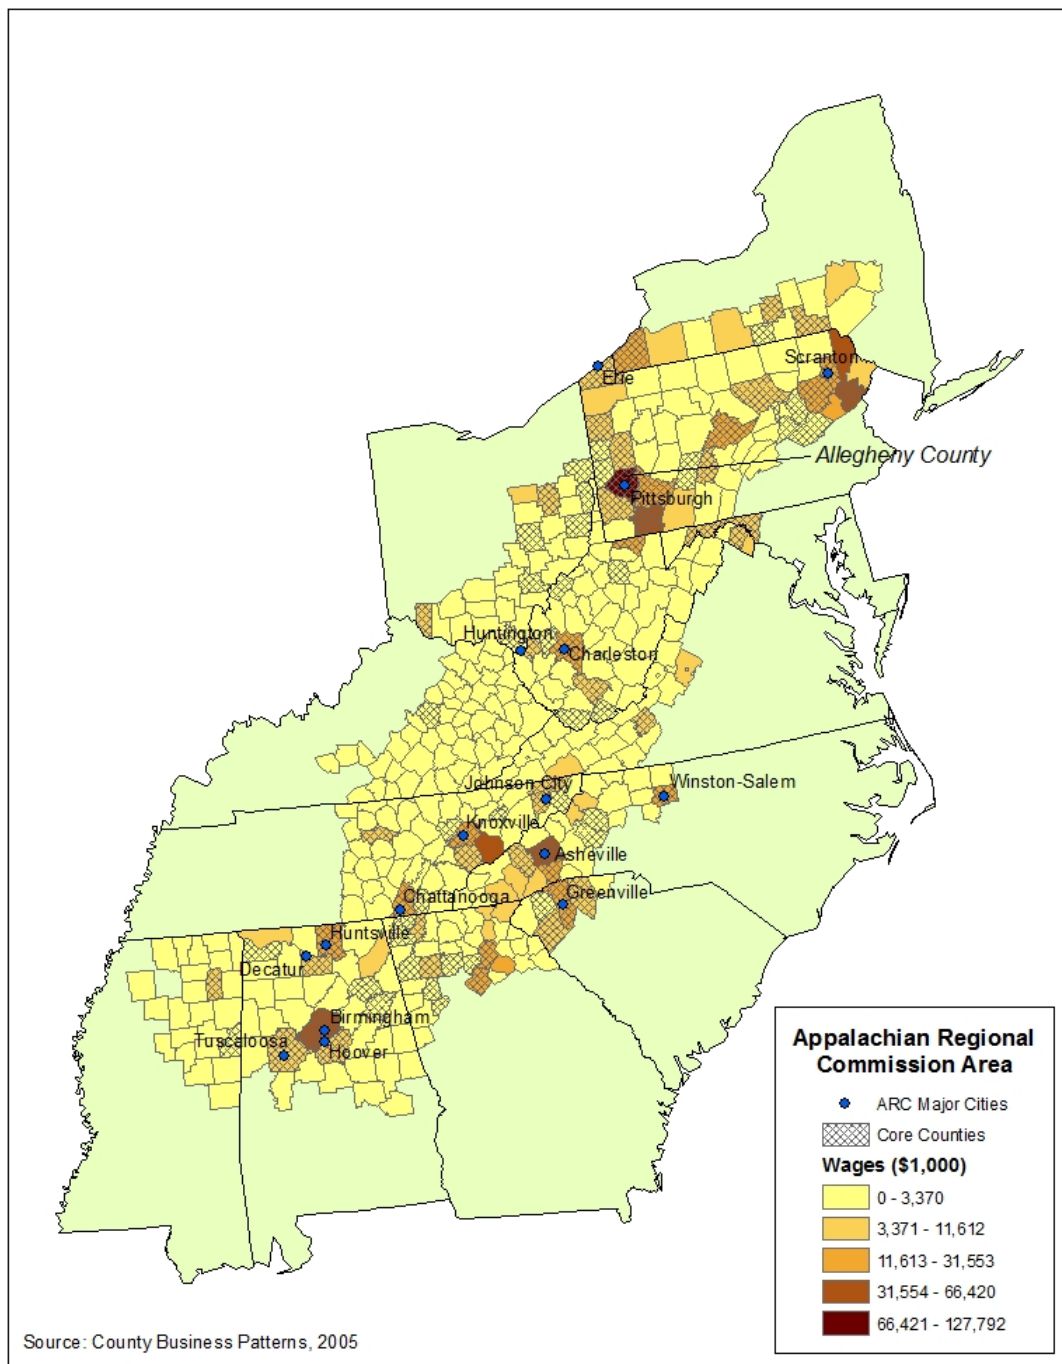 Scranton
Erie
Allegheny County
Pittsburgh
Huntington
Charleston
Johnson City
Winston-Salem
Knoxville
Asheville
Chattanooga
Greenville
Huntsville
Decatur
Birmingham
Tuscaloosa
Hoover
Appalachian Regional
Commission Area
ARC Major Cities
Core Counties
Wages ($1,000)
0 - 3,370
3,371 - 11,612
11,613 - 31,553
31,554 - 66,420
66,421 - 127,792
Source: County Business Patterns, 2005